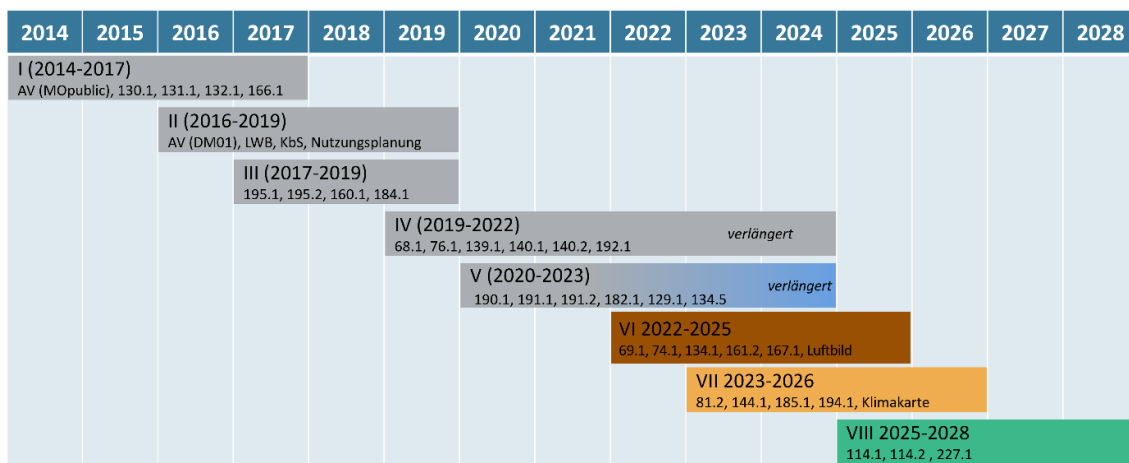 2014 2015 2016 2017 2018 2019 2020 2021 2022 2023 2024 2025 2026 2027 2028
I (2014-2017)
AV (MOpublic), 130.1, 131.1, 132.1, 166.1
II (2016-2019)
AV (DM01), LWB, KbS, Nutzungsplanung
III (2017-2019)
195.1, 195.2, 160.1, 184.1
IV (2019-2022)
verlängert
68.1, 76.1, 139.1, 140.1, 140.2, 192.1
V (2020-2023)
verlängert
190.1, 191.1, 191.2, 182.1, 129.1, 134.5
VI 2022-2025
69.1, 74.1, 134.1, 161.2, 167.1, Luftbild
VII 2023-2026
81.2, 144.1, 185.1, 194.1, Klimakarte
VIII 2025-2028
114.1, 114.2 , 227.1